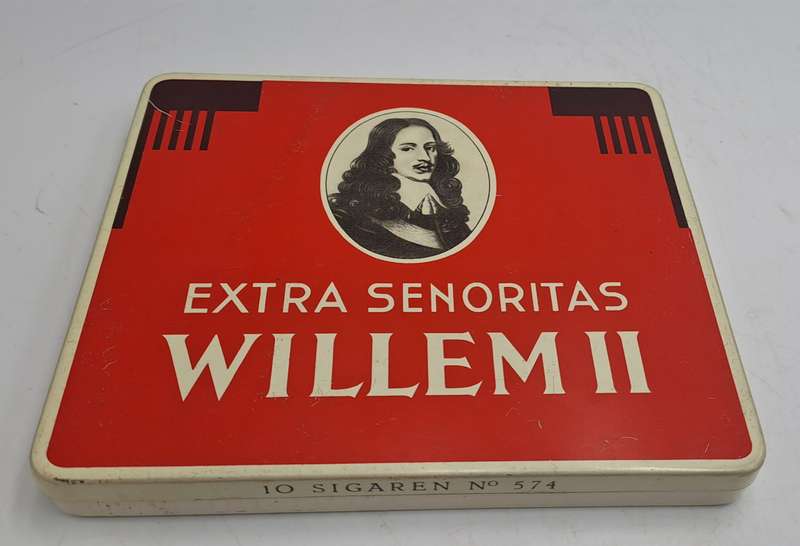 EXTRA SENORITAS
WILLEM II
10 SIGAREN Nº 574